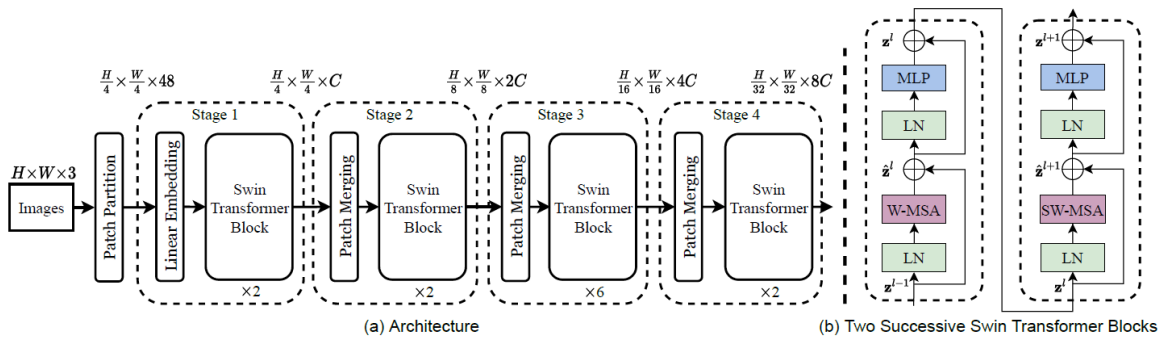 H×W×3
Images
H/4 × W/4 × 48
Patch Partition
H/4 × W/4 × C
Stage 1
Linear Embedding
Swin
Transformer
Block
×2
H/8 × W/8 × 2C
Stage 2
Patch Merging
Swin
Transformer
Block
×2
H/16 × W/16 × 4C
Stage 3
Patch Merging
Swin
Transformer
Block
×6
H/32 × W/32 × 8C
Stage 4
Patch Merging
Swin
Transformer
Block
×2
(a) Architecture
z^l
MLP
LN
ẑ^l
W-MSA
LN
z^{l-1}
z^{l+1}
MLP
LN
ẑ^{l+1}
SW-MSA
LN
z^l
(b) Two Successive Swin Transformer Blocks